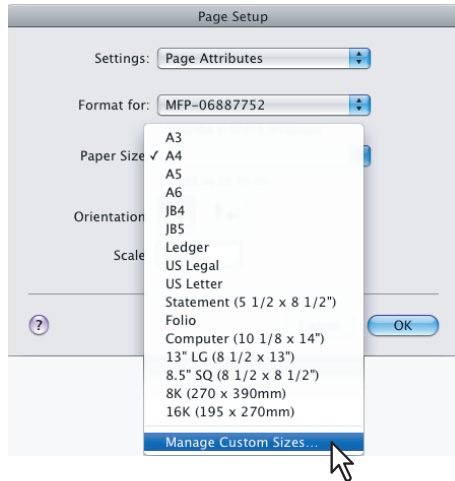 Page Setup
Settings: Page Attributes
Format for: MFP-06887752
Paper Size ✓ A4
A3
A5
A6
JB4
JB5
Orientation
Ledger
Scale
US Legal
US Letter
Statement (5 1/2 x 8 1/2")
Folio
Computer (10 1/8 x 14")
13" LG (8 1/2 x 13")
8.5" SQ (8 1/2 x 8 1/2")
8K (270 x 390mm)
16K (195 x 270mm)
Manage Custom Sizes...
?
OK